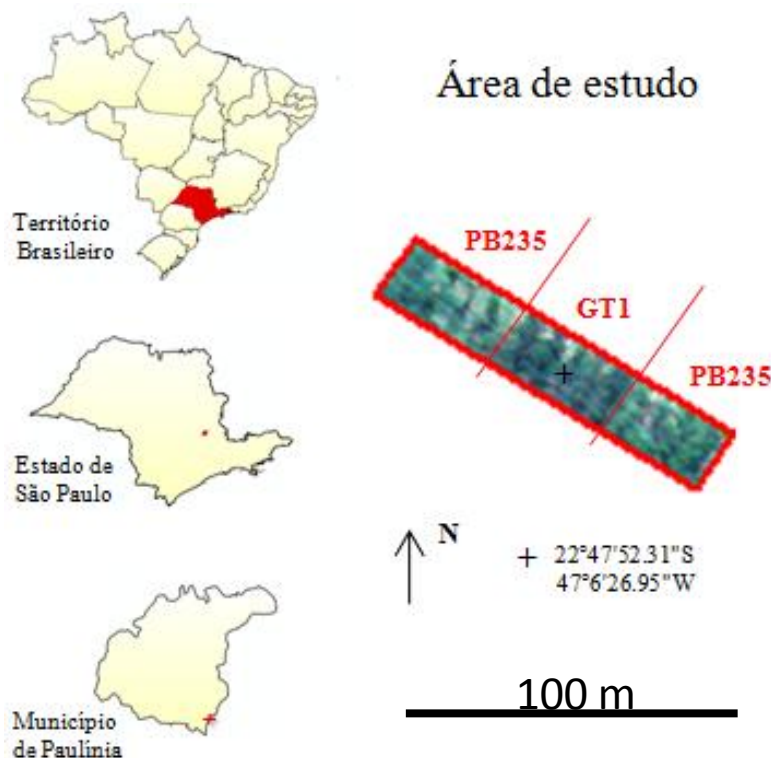 Área de estudo
Território
Brasileiro
PB235
GT1
PB235
Estado de
São Paulo
N
+ 22°47'52.31"S
47°6'26.95"W
100 m
Município
de Paulínia